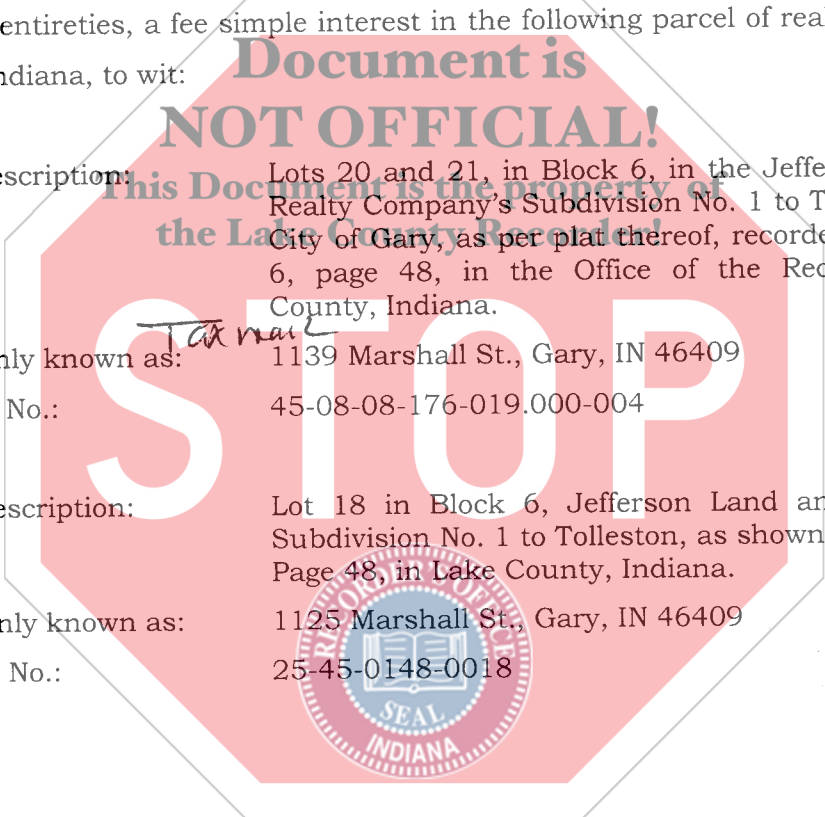 entireties, a fee simple interest in the following parcel of rea
ndiana, to wit:
Document is
NOT OFFICIAL!
This Document is the property of
the Lake County Recorder!
escription: Lots 20 and 21, in Block 6, in the Jeffe
Realty Company's Subdivision No. 1 to T
City of Gary, as per plat thereof, recorde
6, page 48, in the Office of the Rec
County, Indiana.
Tax mail
nly known as: 1139 Marshall St., Gary, IN 46409
No.: 45-08-08-176-019.000-004
STOP
escription: Lot 18 in Block 6, Jefferson Land an
Subdivision No. 1 to Tolleston, as shown
Page 48, in Lake County, Indiana.
nly known as: 1125 Marshall St., Gary, IN 46409
No.: 25-45-0148-0018
RECORDER'S OFFICE
SEAL
INDIANA